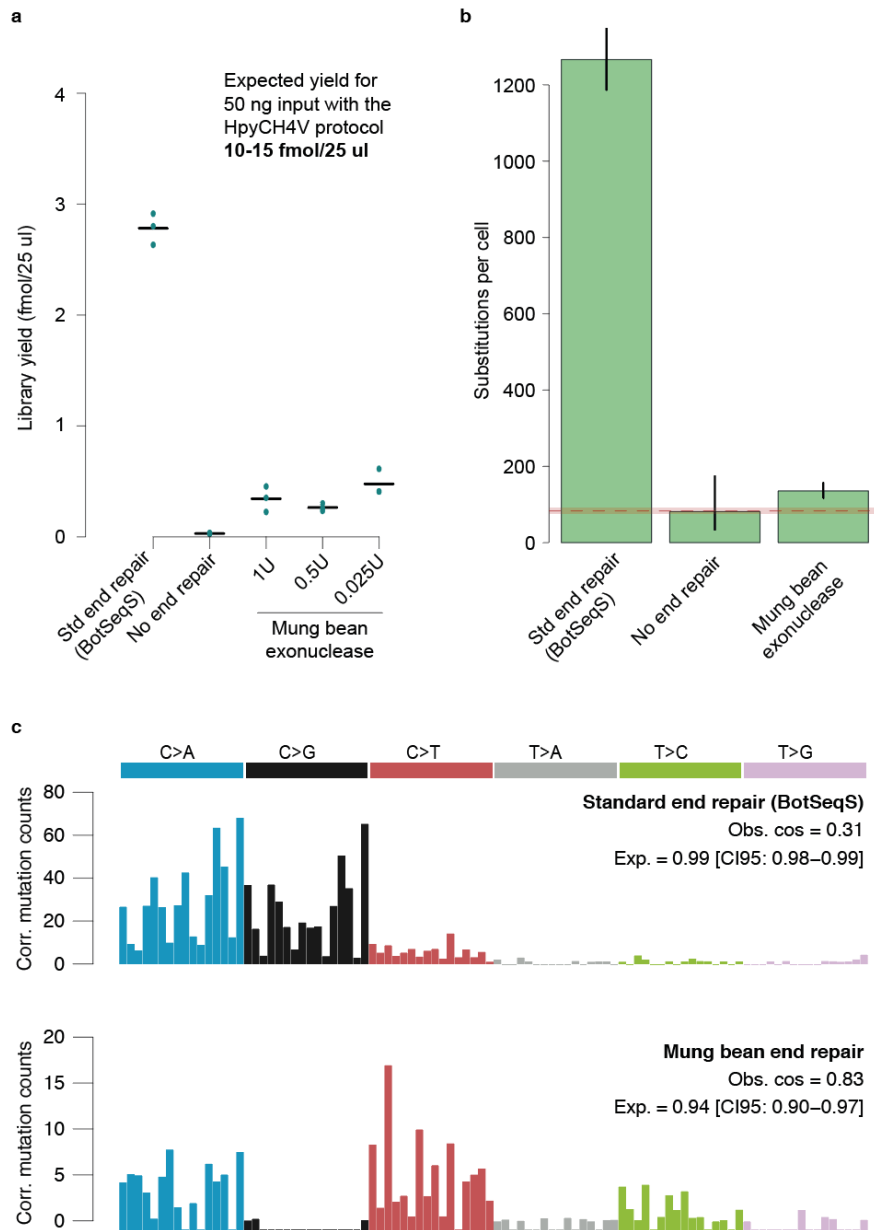 a
Expected yield for
50 ng input with the
HpyCH4V protocol
10-15 fmol/25 ul
Library yield (fmol/25 ul)
4
3
2
1
0
Std end repair
(BotSeqS)
No end repair
1U
0.5U
0.025U
Mung bean
exonuclease
b
Substitutions per cell
1200
1000
800
600
400
200
0
Std end repair
(BotSeqS)
No end repair
Mung bean
exonuclease
c
C>A C>G C>T T>A T>C T>G
Corr. mutation counts
80
60
40
20
0
Standard end repair (BotSeqS)
Obs. cos = 0.31
Exp. = 0.99 [CI95: 0.98–0.99]
Corr. mutation counts
20
15
10
5
0
Mung bean end repair
Obs. cos = 0.83
Exp. = 0.94 [CI95: 0.90–0.97]